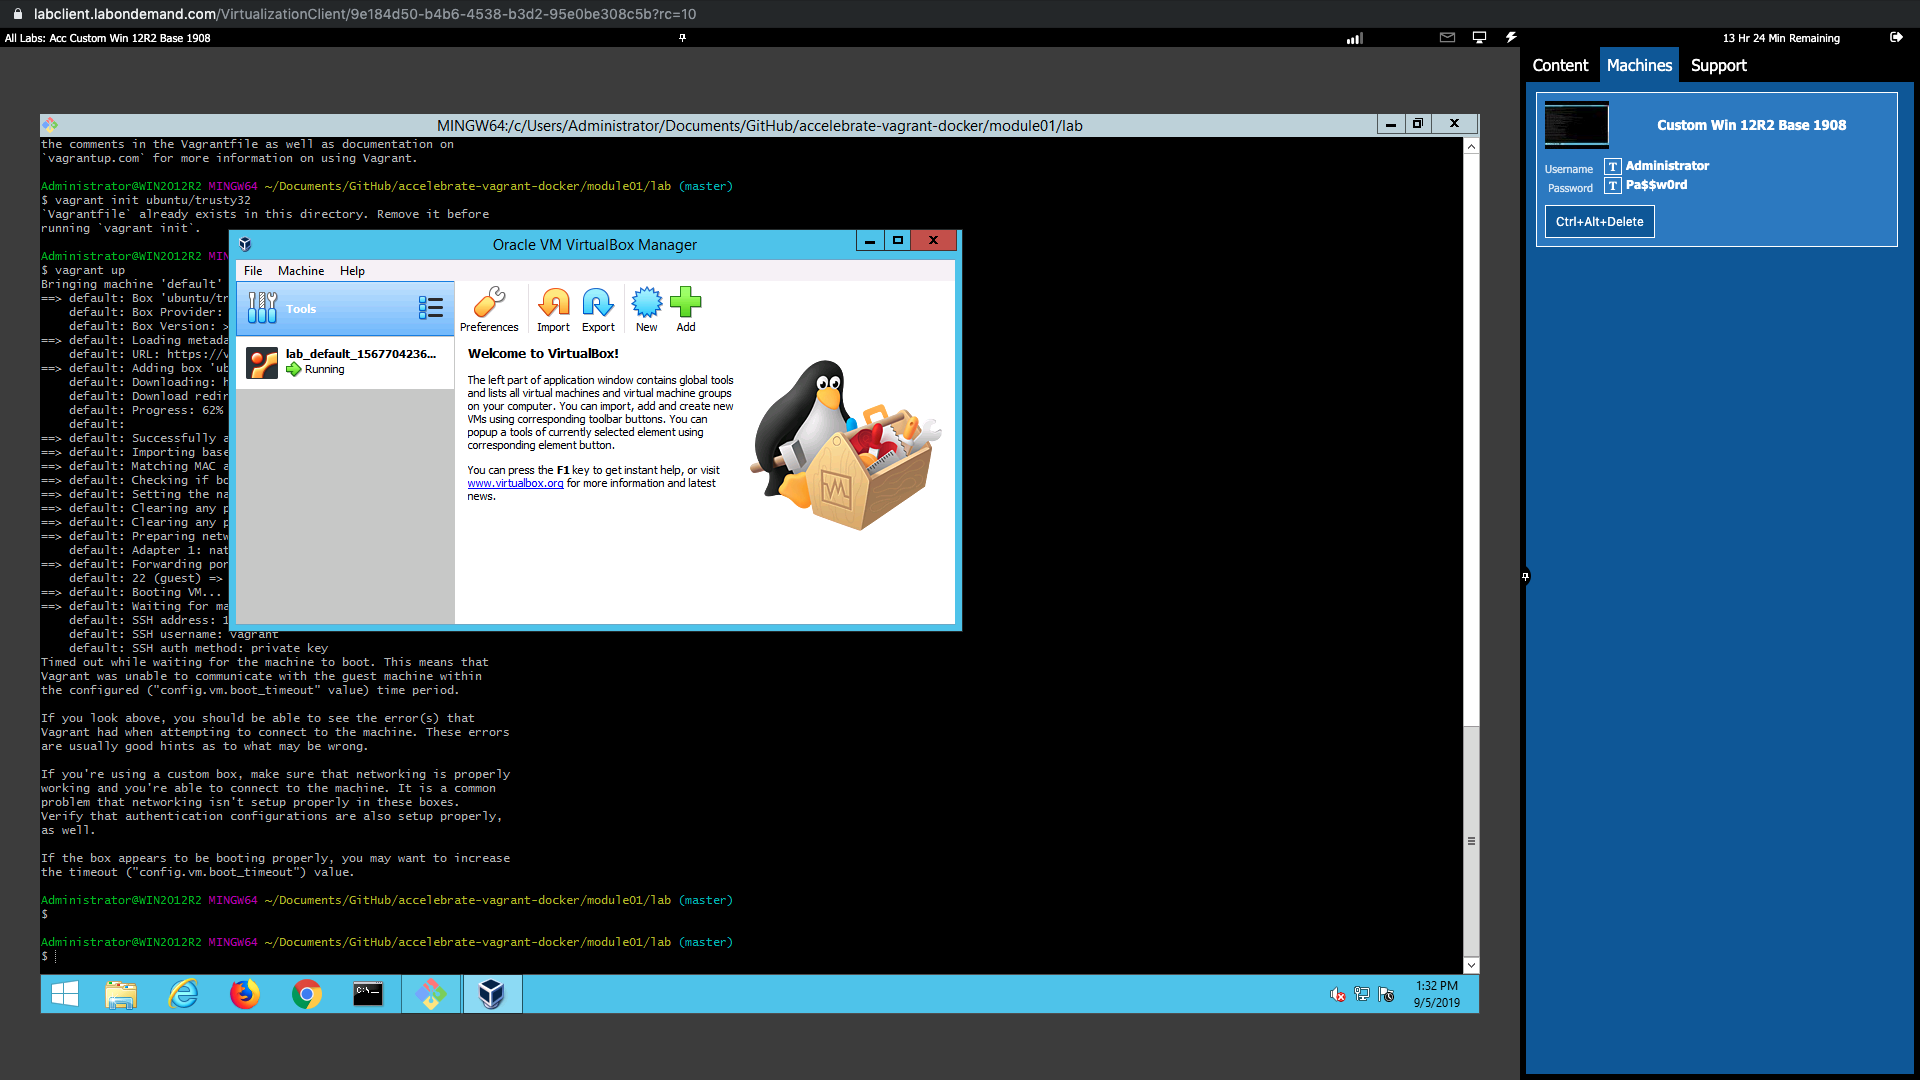 labclient.labondemand.com/VirtualizationClient/9e184d50-b4b6-4538-b3d2-95e0be308c5b?rc=10
All Labs: Acc Custom Win 12R2 Base 1908
13 Hr 24 Min Remaining
Content Machines Support
Custom Win 12R2 Base 1908
Username T Administrator
Password T Pa$$w0rd
Ctrl+Alt+Delete
MINGW64:/c/Users/Administrator/Documents/GitHub/accelebrate-vagrant-docker/module01/lab
the comments in the Vagrantfile as well as documentation on
`vagrantup.com` for more information on using Vagrant.
Administrator@WIN2012R2 MINGW64 ~/Documents/GitHub/accelebrate-vagrant-docker/module01/lab (master)
$ vagrant init ubuntu/trusty32
`Vagrantfile` already exists in this directory. Remove it before
running `vagrant init`.
Administrator@WIN2012R2 MIN
$ vagrant up
Bringing machine 'default'
==> default: Box 'ubuntu/tr
default: Box Provider:
default: Box Version: >
==> default: Loading metada
default: URL: https://v
==> default: Adding box 'ub
default: Downloading: h
default: Download redir
default: Progress: 62%
default:
==> default: Successfully a
==> default: Importing base
==> default: Matching MAC a
==> default: Checking if bo
==> default: Setting the na
==> default: Clearing any p
==> default: Clearing any p
==> default: Preparing netw
default: Adapter 1: nat
==> default: Forwarding por
default: 22 (guest) =>
==> default: Booting VM...
==> default: Waiting for ma
default: SSH address: 1
default: SSH username: vagrant
default: SSH auth method: private key
Timed out while waiting for the machine to boot. This means that
Vagrant was unable to communicate with the guest machine within
the configured ("config.vm.boot_timeout" value) time period.
If you look above, you should be able to see the error(s) that
Vagrant had when attempting to connect to the machine. These errors
are usually good hints as to what may be wrong.
If you're using a custom box, make sure that networking is properly
working and you're able to connect to the machine. It is a common
problem that networking isn't setup properly in these boxes.
Verify that authentication configurations are also setup properly,
as well.
If the box appears to be booting properly, you may want to increase
the timeout ("config.vm.boot_timeout") value.
Administrator@WIN2012R2 MINGW64 ~/Documents/GitHub/accelebrate-vagrant-docker/module01/lab (master)
$
Administrator@WIN2012R2 MINGW64 ~/Documents/GitHub/accelebrate-vagrant-docker/module01/lab (master)
$
Oracle VM VirtualBox Manager
File Machine Help
Tools
lab_default_1567704236...
Running
Preferences Import Export New Add
Welcome to VirtualBox!
The left part of application window contains global tools
and lists all virtual machines and virtual machine groups
on your computer. You can import, add and create new
VMs using corresponding toolbar buttons. You can
popup a tools of currently selected element using
corresponding element button.
You can press the F1 key to get instant help, or visit
www.virtualbox.org for more information and latest
news.
C:\.
1:32 PM
9/5/2019